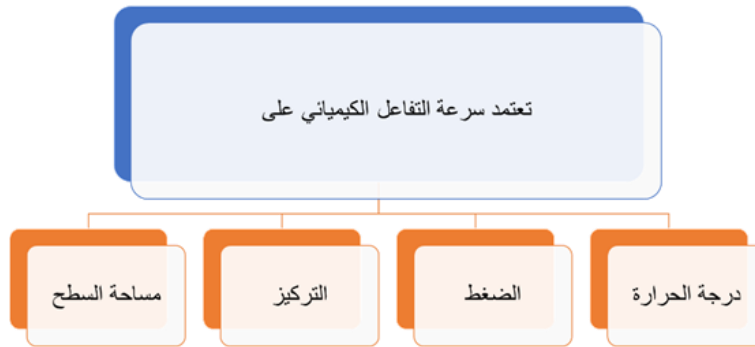 تعتمد سرعة التفاعل الكيميائي على
درجة الحرارة
الضغط
التركيز
مساحة السطح